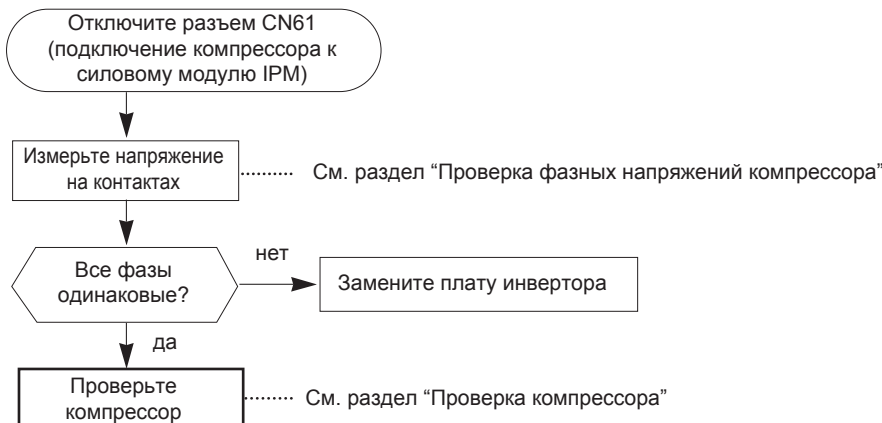 Отключите разъем CN61
(подключение компрессора к
силовому модулю IPM)
Измерьте напряжение
на контактах
См. раздел “Проверка фазных напряжений компрессора”
Все фазы
одинаковые?
нет
Замените плату инвертора
да
Проверьте
компрессор
См. раздел “Проверка компрессора”